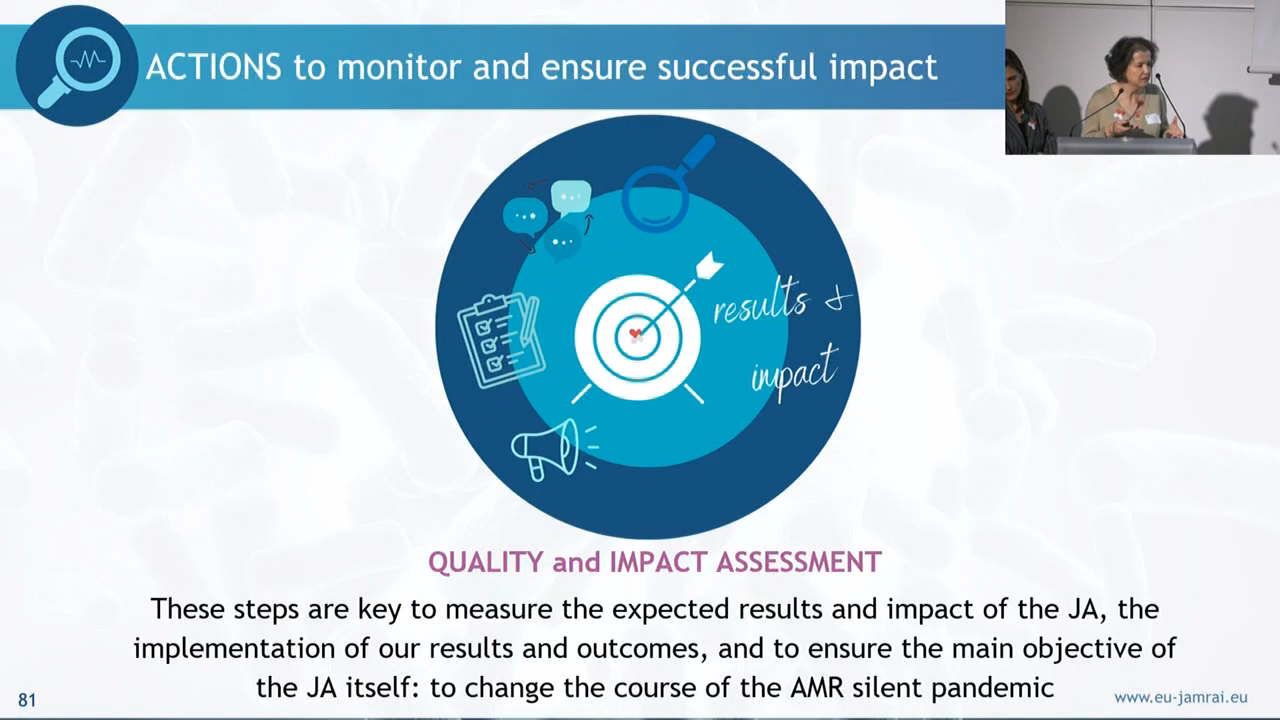 ACTIONS to monitor and ensure successful impact
results &
impact
QUALITY and IMPACT ASSESSMENT
These steps are key to measure the expected results and impact of the JA, the
implementation of our results and outcomes, and to ensure the main objective of
the JA itself: to change the course of the AMR silent pandemic
81
www.eu-jamrai.eu